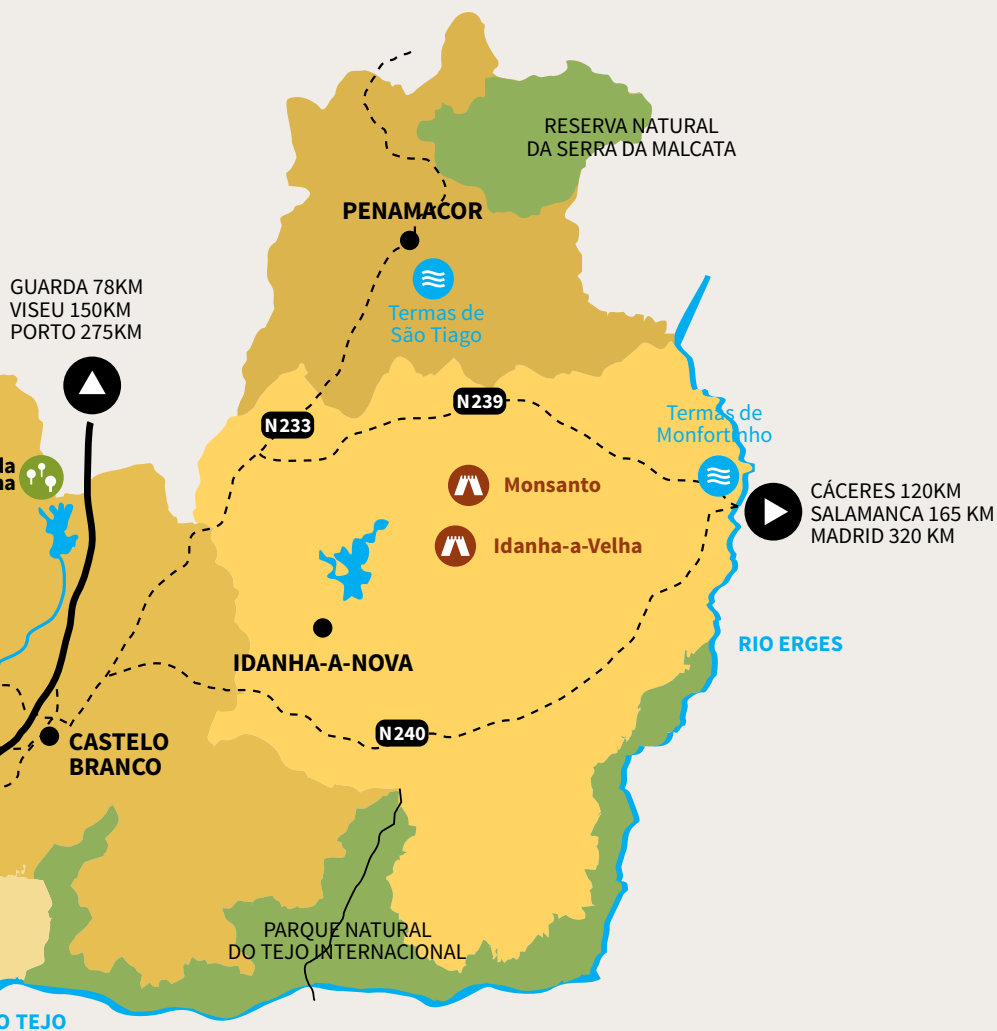 RESERVA NATURAL
DA SERRA DA MALCATA
PENAMACOR
GUARDA 78KM
VISEU 150KM
PORTO 275KM
Termas de
São Tiago
N239
N233
Termas de
Monfortinho
da
Monsanto
CÁCERES 120KM
SALAMANCA 165 KM
MADRID 320 KM
Idanha-a-Velha
RIO ERGES
IDANHA-A-NOVA
N240
CASTELO
BRANCO
PARQUE NATURAL
DO TEJO INTERNACIONAL
O TEJO